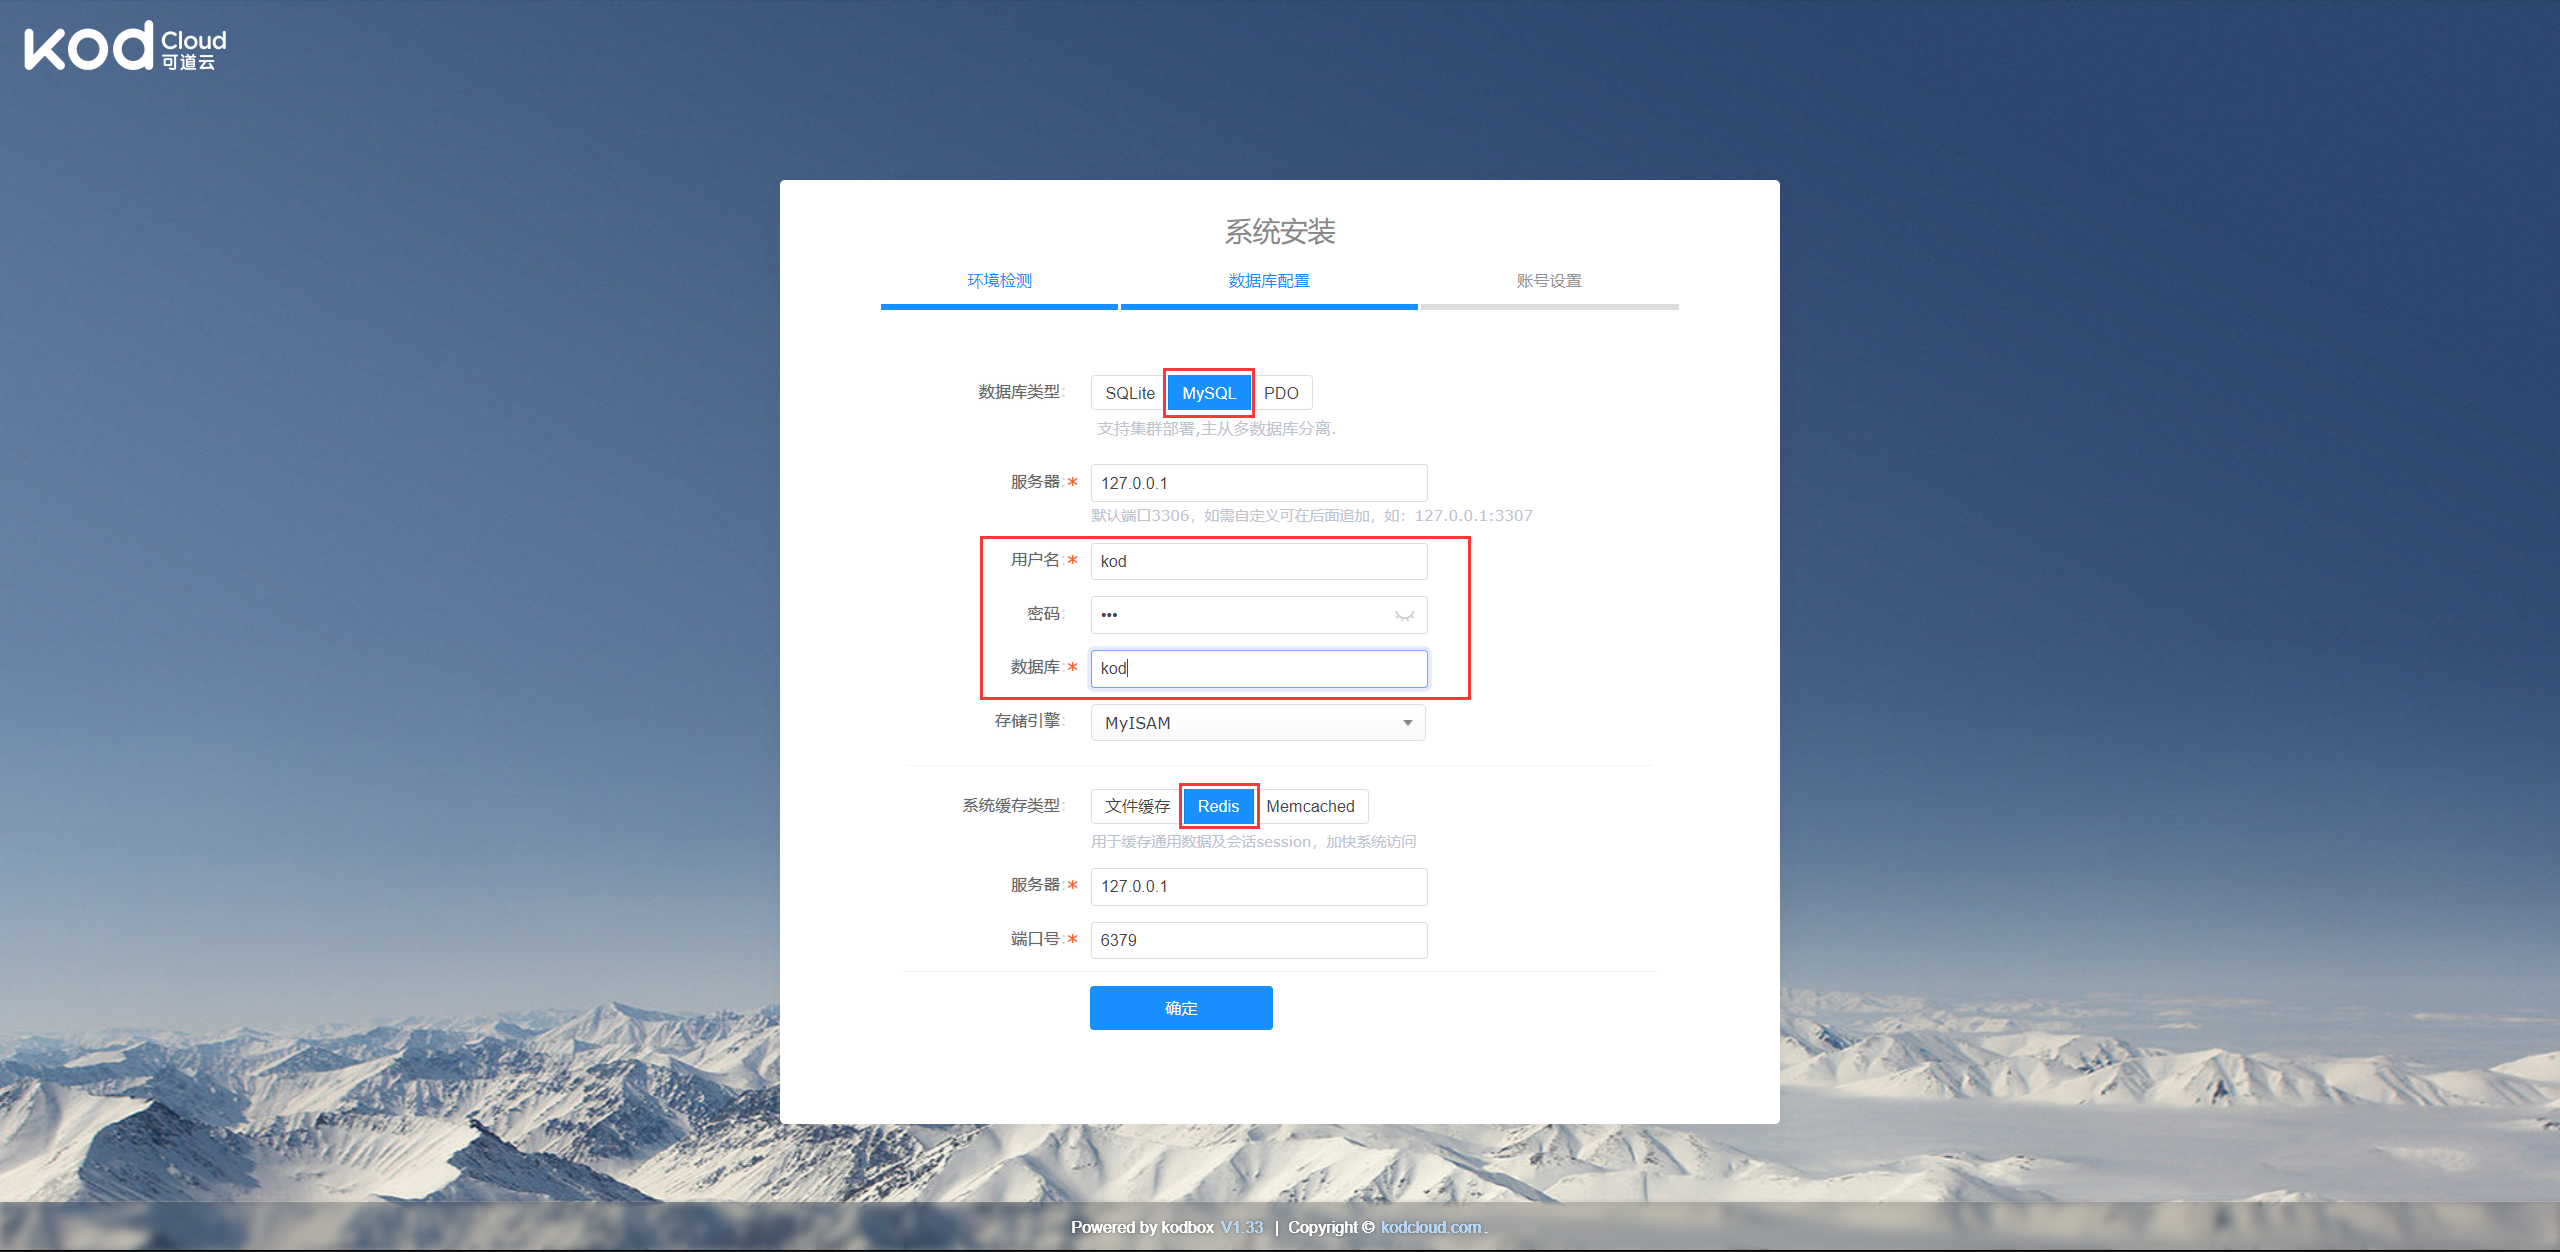 kod Cloud
可道云
系统安装
环境检测 数据库配置 账号设置
数据库类型: SQLite MySQL PDO
支持集群部署,主从多数据库分离.
服务器:* 127.0.0.1
默认端口3306，如需自定义可在后面追加，如：127.0.0.1:3307
用户名:* kod
密码: •••
数据库:* kod
存储引擎: MyISAM
系统缓存类型: 文件缓存 Redis Memcached
用于缓存通用数据及会话session，加快系统访问
服务器:* 127.0.0.1
端口号:* 6379
确定
Powered by kodbox V1.33 | Copyright © kodcloud.com.